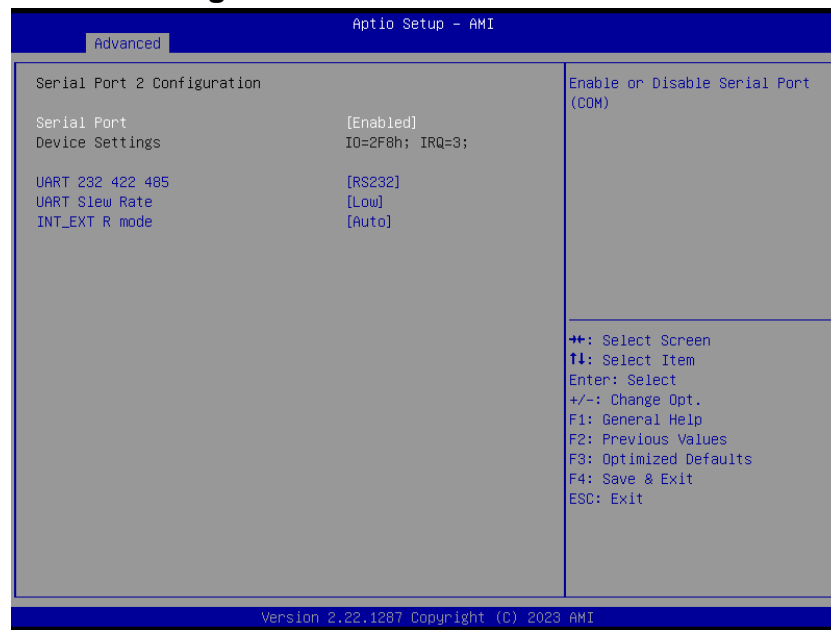 Aptio Setup – AMI
Advanced
Serial Port 2 Configuration
Serial Port [Enabled]
Device Settings IO=2F8h; IRQ=3;
UART 232 422 485 [RS232]
UART Slew Rate [Low]
INT_EXT R mode [Auto]
Enable or Disable Serial Port
(COM)
→←: Select Screen
↑↓: Select Item
Enter: Select
+/-: Change Opt.
F1: General Help
F2: Previous Values
F3: Optimized Defaults
F4: Save & Exit
ESC: Exit
Version 2.22.1287 Copyright (C) 2023 AMI